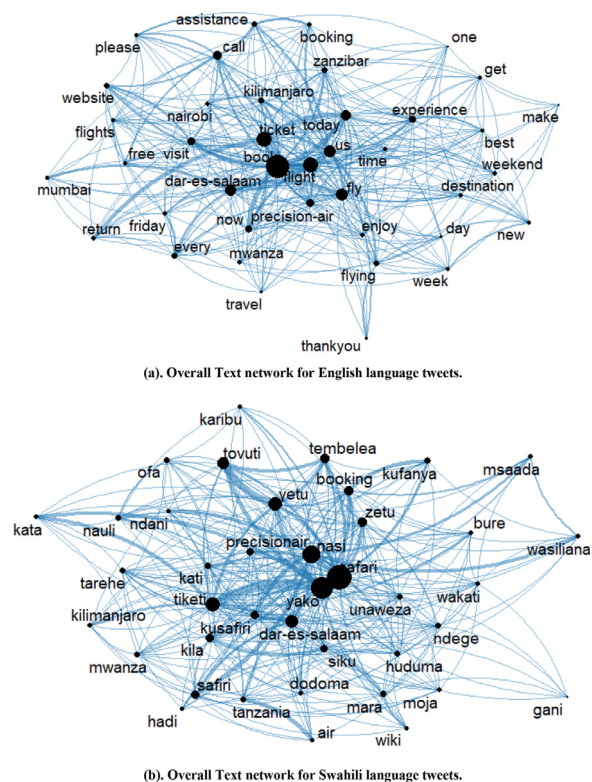 assistance
booking
one
please
call
zanzibar
get
website
kilimanjaro
experience
make
nairobi
ticket
today
flights
us
best
free visit
book
time
weekend
mumbai
flight
dar-es-salaam
fly
destination
return
friday
now
precision-air
enjoy
day
new
every
mwanza
flying
week
travel
thankyou
(a). Overall Text network for English language tweets.
karibu
tovuti
tembelea
ofa
yetu
booking
kufanya
msaada
kata
nauli
ndani
zetu
bure
precisionair
nasi
wasiliana
tarehe
kati
safari
tiketi
yako
unaweza
wakati
kilimanjaro
kusafiri
dar-es-salaam
ndege
kila
mwanza
siku
huduma
safiri
dodoma
hadi
tanzania
mara
moja
gani
air
wiki
(b). Overall Text network for Swahili language tweets.